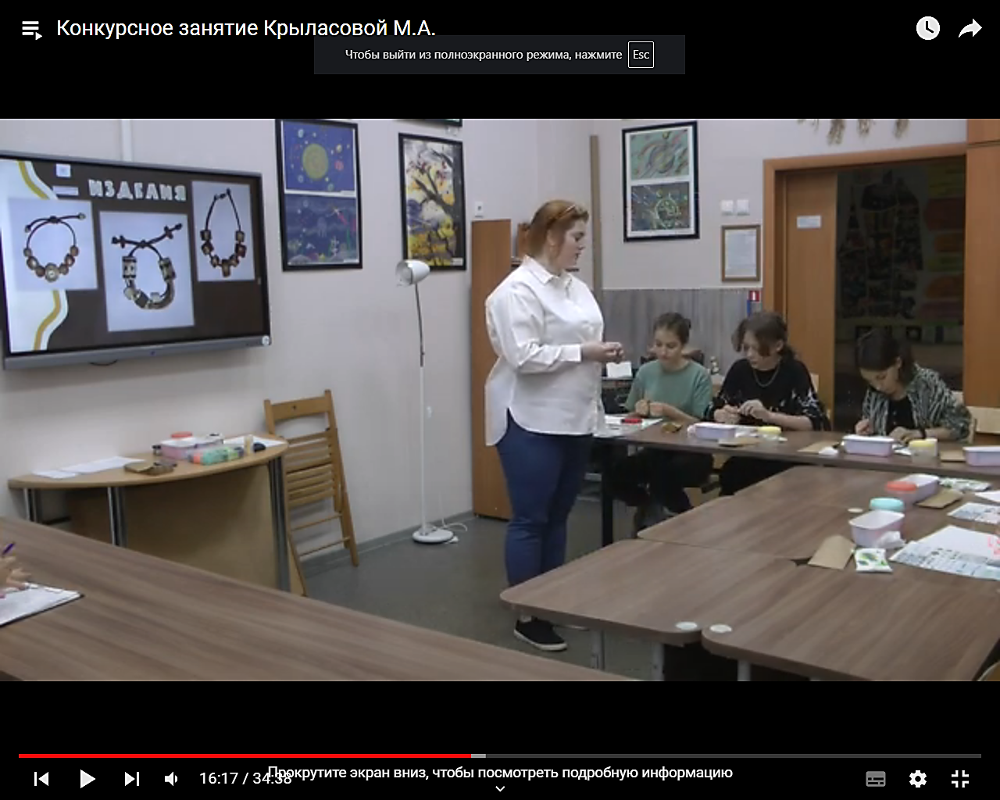 Конкурсное занятие Крыласовой М.А.
Чтобы выйти из полноэкранного режима, нажмите Esc
ИЗДЕЛИЯ
16:17 / 34:38
Прокрутите экран вниз, чтобы посмотреть подробную информацию